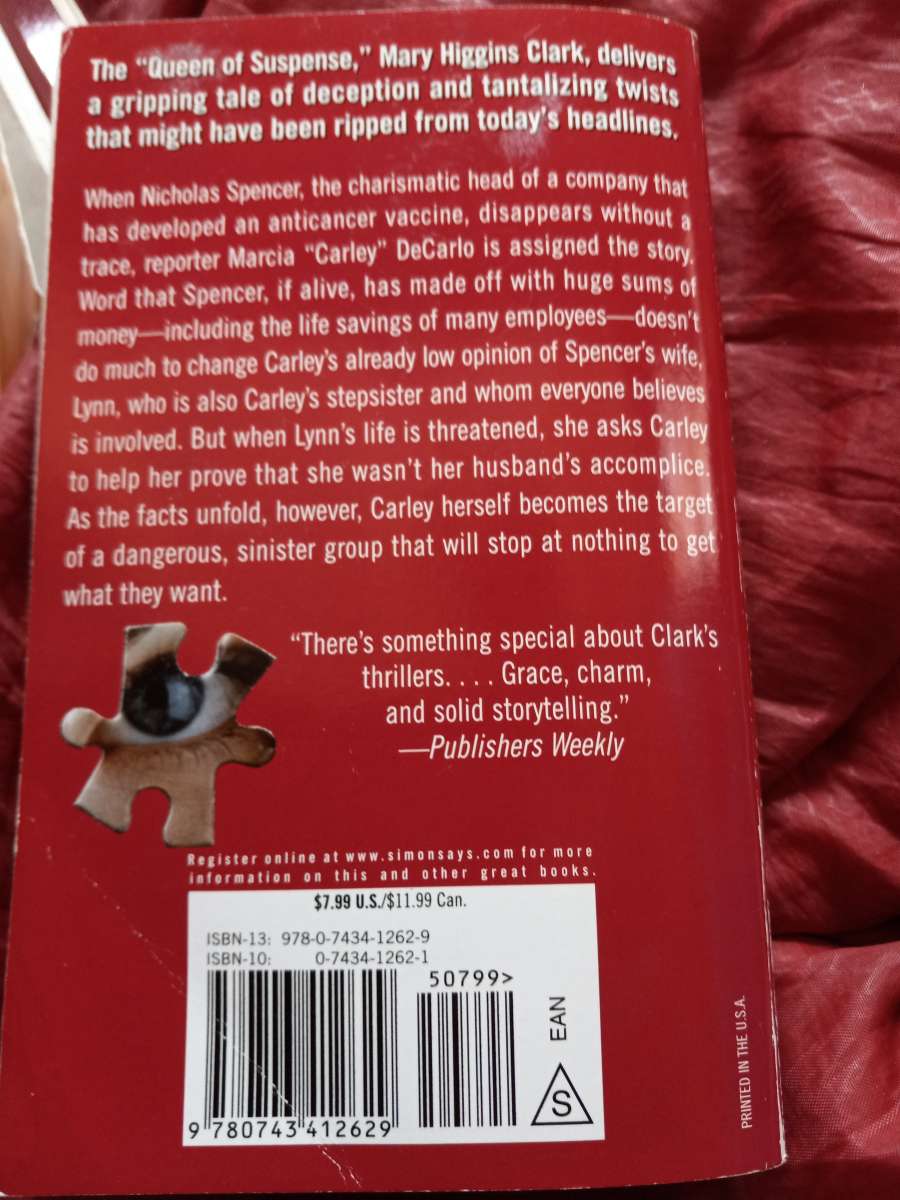 The “Queen of Suspense,” Mary Higgins Clark, delivers
a gripping tale of deception and tantalizing twists
that might have been ripped from today’s headlines.
When Nicholas Spencer, the charismatic head of a company that
has developed an anticancer vaccine, disappears without a
trace, reporter Marcia “Carley” DeCarlo is assigned the story.
Word that Spencer, if alive, has made off with huge sums of
money—including the life savings of many employees—doesn’t
do much to change Carley’s already low opinion of Spencer’s wife,
Lynn, who is also Carley’s stepsister and whom everyone believes
is involved. But when Lynn’s life is threatened, she asks Carley
to help her prove that she wasn’t her husband’s accomplice.
As the facts unfold, however, Carley herself becomes the target
of a dangerous, sinister group that will stop at nothing to get
what they want.
“There’s something special about Clark’s
thrillers. . . . Grace, charm,
and solid storytelling.”
—Publishers Weekly
Register online at www.simonsays.com for more
information on this and other great books.
$7.99 U.S./$11.99 Can.
ISBN-13: 978-0-7434-1262-9
ISBN-10: 0-7434-1262-1
50799>
EAN
S
9 780743 412629
PRINTED IN THE U.S.A.